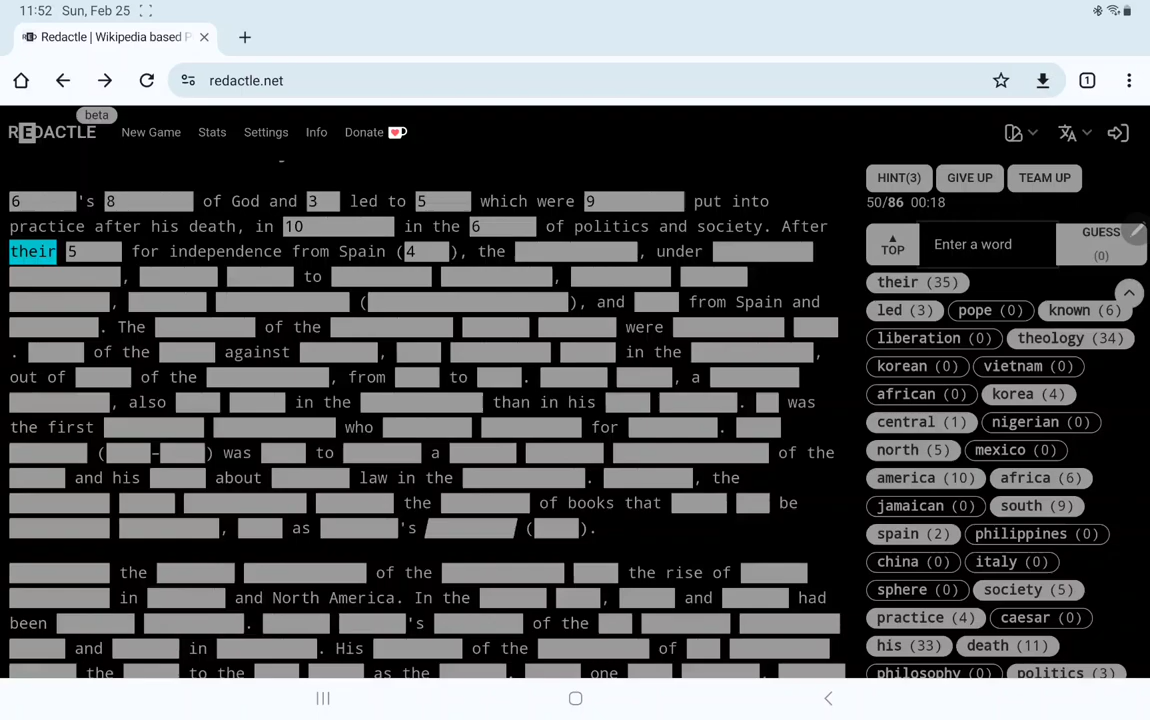 11:52 Sun, Feb 25
Redactle | Wikipedia based P
redactle.net
beta
REDACTLE New Game Stats Settings Info Donate
6 's 8 of God and 3 led to 5 which were 9 put into
practice after his death, in 10 in the 6 of politics and society. After
their 5 for independence from Spain ( 4 ), the , under
, to , ,
, ( ), and from Spain and
. The of the were
. of the against , in the ,
out of of the , from to . , a
, also in the than in his . was
the first who for .
( – ) was to a of the
and his about law in the . , the
the of books that be
, as 's ( ).
the of the the rise of
in and North America. In the , and had
been . 's of the
and in . His of the of
the to the as the . one .
HINT(3) GIVE UP TEAM UP
50/86 00:18
▲
TOP
Enter a word
GUESS
(0)
their (35)
led (3) pope (0) known (6)
liberation (0) theology (34)
korean (0) vietnam (0)
african (0) korea (4)
central (1) nigerian (0)
north (5) mexico (0)
america (10) africa (6)
jamaican (0) south (9)
spain (2) philippines (0)
china (0) italy (0)
sphere (0) society (5)
practice (4) caesar (0)
his (33) death (11)
philosophy (0) politics (3)